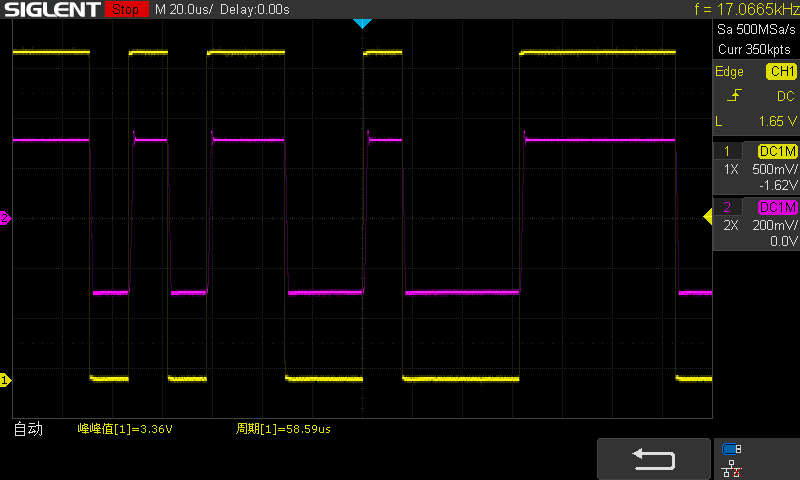 SIGLENT Stop M 20.0us/ Delay:0.00s f = 17.0665kHz
Sa 500MSa/s
Curr 350kpts
Edge CH1
DC
L 1.65 V
1 DC1M
1X 500mV/
-1.62V
2 DC1M
2X 200mV/
0.0V
2
1
自动 峰峰值[1]=3.36V 周期[1]=58.59us